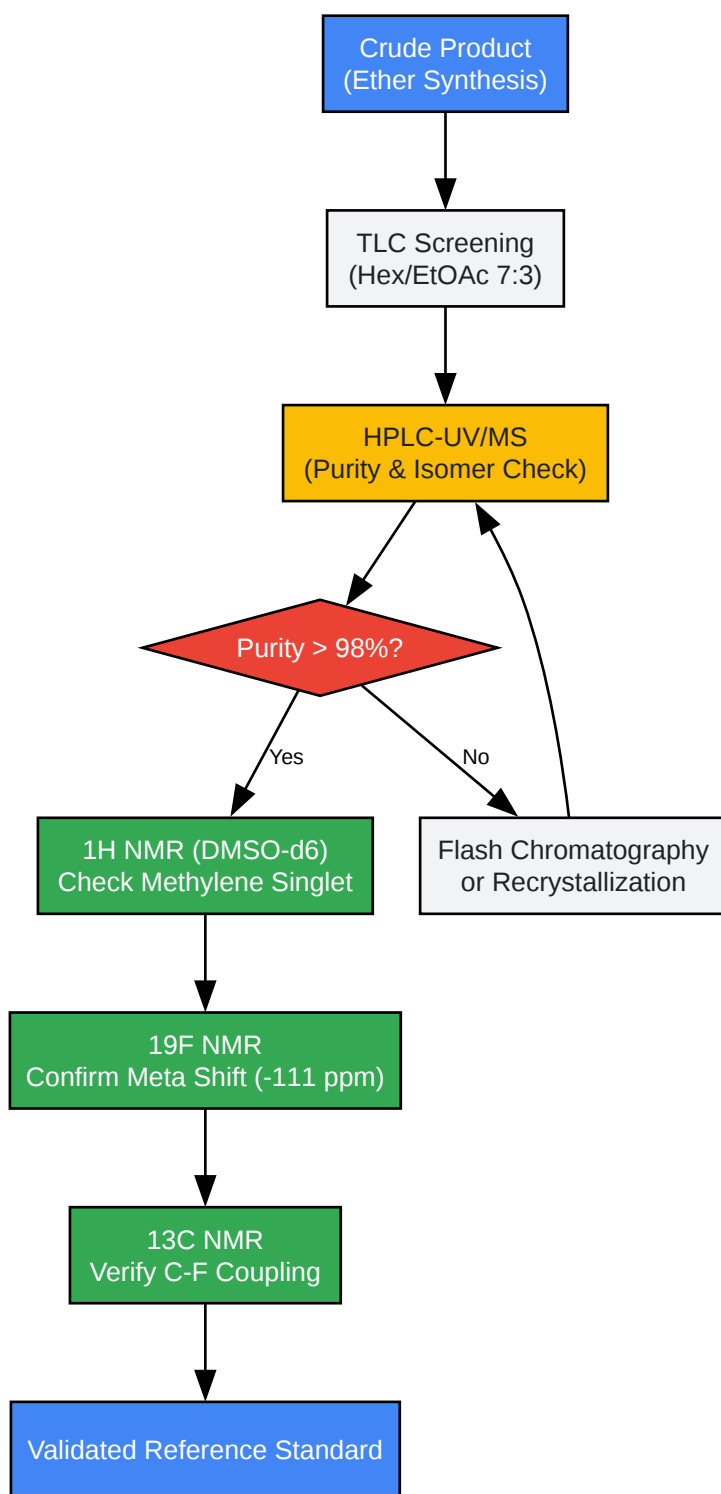 Crude Product
(Ether Synthesis)
TLC Screening
(Hex/EtOAc 7:3)
HPLC-UV/MS
(Purity & Isomer Check)
Purity > 98%?
Yes
No
1H NMR (DMSO-d6)
Check Methylene Singlet
Flash Chromatography
or Recrystallization
19F NMR
Confirm Meta Shift (-111 ppm)
13C NMR
Verify C-F Coupling
Validated Reference Standard